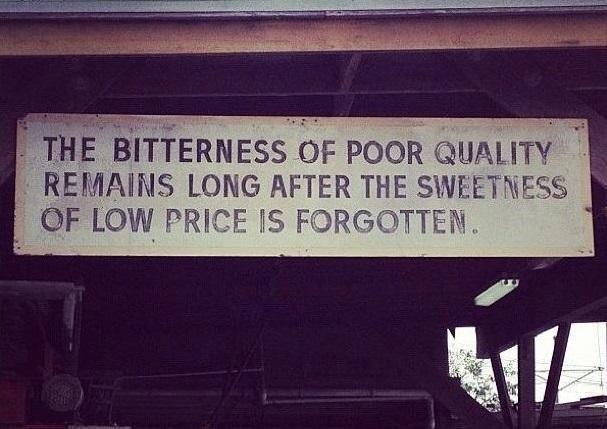 THE BITTERNESS OF POOR QUALITY
REMAINS LONG AFTER THE SWEETNESS
OF LOW PRICE IS FORGOTTEN.